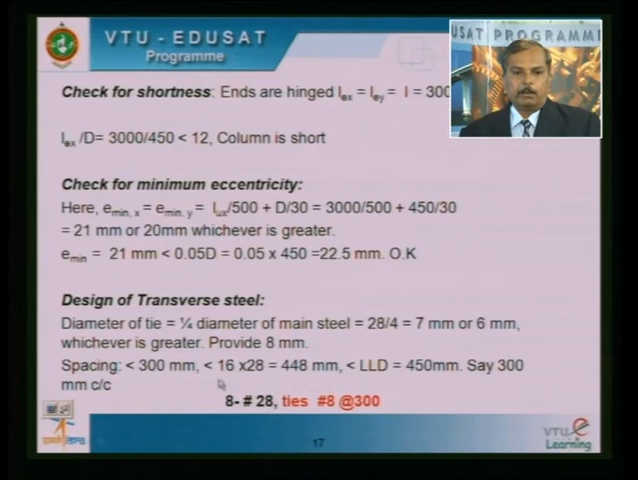 VTU - EDUSAT
Programme
USAT PROGRAMME
Check for shortness: Ends are hinged lex = ley = l = 300
lex /D= 3000/450 < 12, Column is short
Check for minimum eccentricity:
Here, emin, x = emin, y = lux/500 + D/30 = 3000/500 + 450/30
= 21 mm or 20mm whichever is greater.
emin = 21 mm < 0.05D = 0.05 x 450 =22.5 mm. O.K
Design of Transverse steel:
Diameter of tie = ¼ diameter of main steel = 28/4 = 7 mm or 6 mm,
whichever is greater. Provide 8 mm.
Spacing: < 300 mm, < 16 x28 = 448 mm, < LLD = 450mm. Say 300
mm c/c
8- # 28, ties #8 @300
17
VTU e
Learning